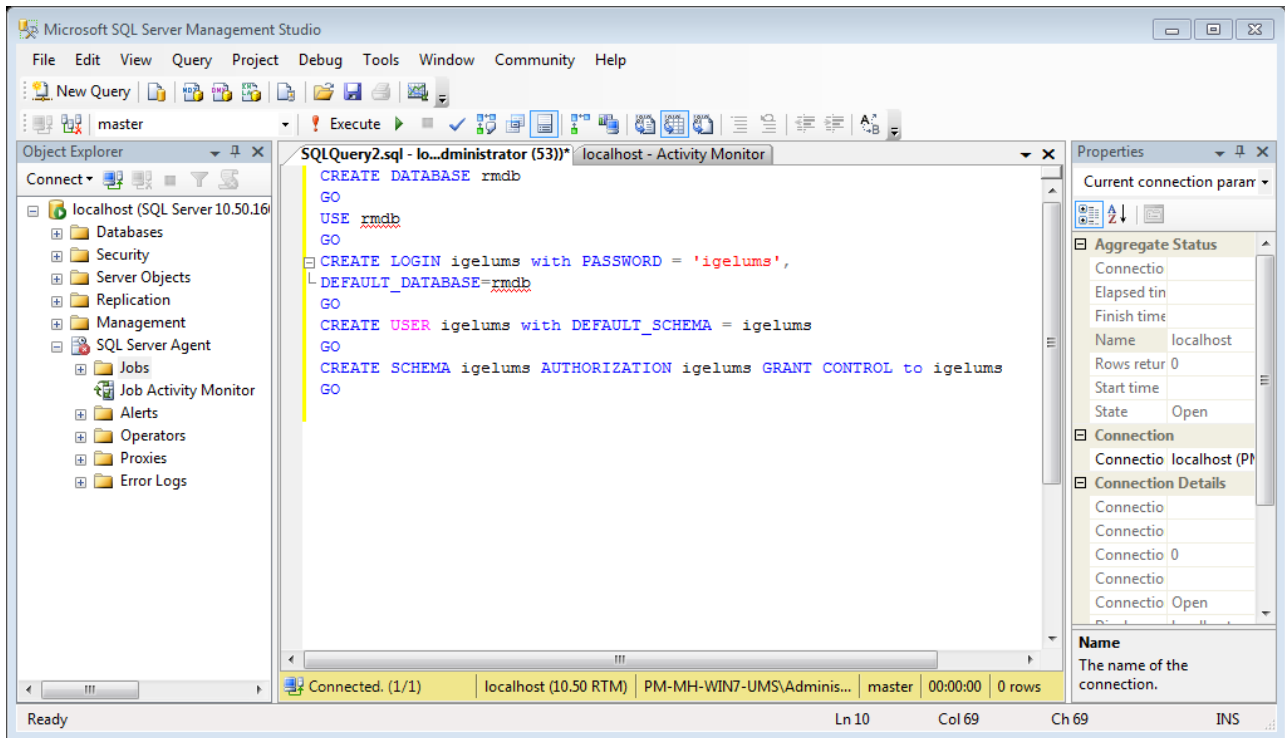 Microsoft SQL Server Management Studio
File Edit View Query Project Debug Tools Window Community Help
New Query
master
Execute
Object Explorer
Connect
localhost (SQL Server 10.50.16
Databases
Security
Server Objects
Replication
Management
SQL Server Agent
Jobs
Job Activity Monitor
Alerts
Operators
Proxies
Error Logs
SQLQuery2.sql - lo...dministrator (53))* localhost - Activity Monitor
CREATE DATABASE rmdb
GO
USE rmdb
GO
CREATE LOGIN igelums with PASSWORD = 'igelums',
DEFAULT_DATABASE=rmdb
GO
CREATE USER igelums with DEFAULT_SCHEMA = igelums
GO
CREATE SCHEMA igelums AUTHORIZATION igelums GRANT CONTROL to igelums
GO
Connected. (1/1) localhost (10.50 RTM) PM-MH-WIN7-UMS\Adminis... master 00:00:00 0 rows
Properties
Current connection param
Aggregate Status
Connectio
Elapsed tin
Finish time
Name localhost
Rows retur 0
Start time
State Open
Connection
Connectio localhost (PM
Connection Details
Connectio
Connectio
Connectio 0
Connectio
Connectio Open
Name
The name of the
connection.
Ready Ln 10 Col 69 Ch 69 INS